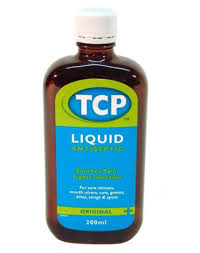 TCP
TM
LIQUID
ANTISEPTIC
Soothes Pain
Fights Infection
For sore throats,
mouth ulcers, cuts, grazes,
bites, stings & spots
ORIGINAL
200ml